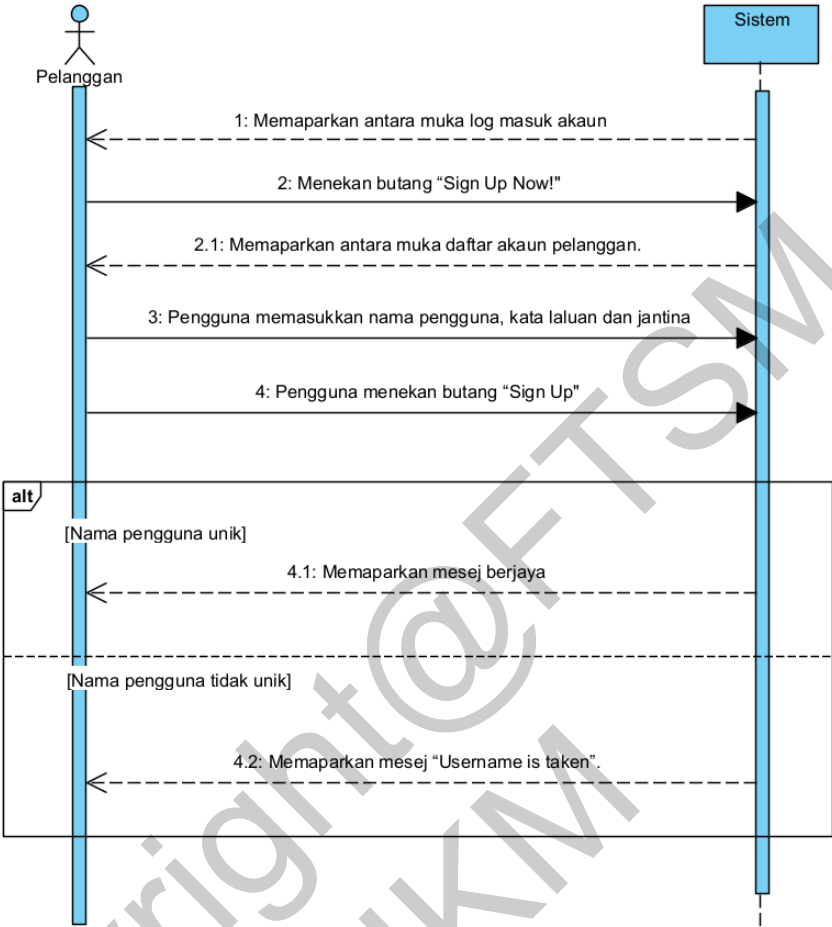 Sistem
Pelanggan
1: Memaparkan antara muka log masuk akaun
2: Menekan butang “Sign Up Now!"
2.1: Memaparkan antara muka daftar akaun pelanggan.
3: Pengguna memasukkan nama pengguna, kata laluan dan jantina
4: Pengguna menekan butang “Sign Up"
alt
[Nama pengguna unik]
4.1: Memaparkan mesej berjaya
[Nama pengguna tidak unik]
4.2: Memaparkan mesej “Username is taken”.